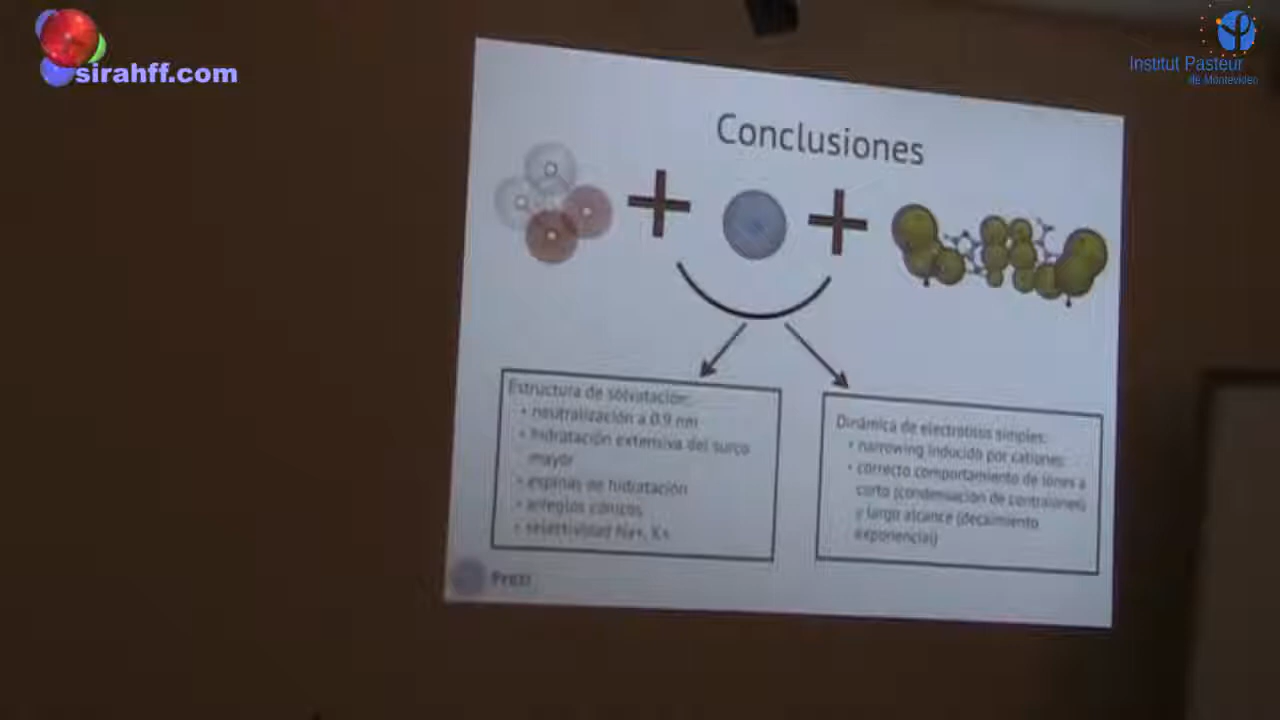 sirahff.com
Institut Pasteur
de Montevideo
Conclusiones
Estructura de solvatación:
• neutralización a 0.9 nm
• hidratación extensiva del surco
mayor
• espinas de hidratación
• arreglos cónicos
• selectividad Na+, K+
Dinámica de electrolitos simples:
• narrowing inducido por cationes;
• correcto comportamiento de iones a
corto (condensación de contraiones)
y largo alcance (decaimiento
exponencial)
Prezi